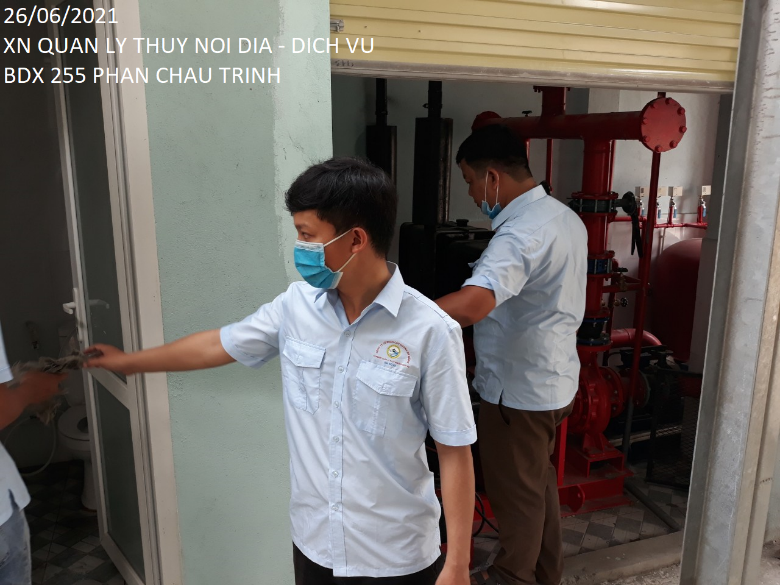 26/06/2021
XN QUAN LY THUY NOI DIA - DICH VU
BDX 255 PHAN CHAU TRINH